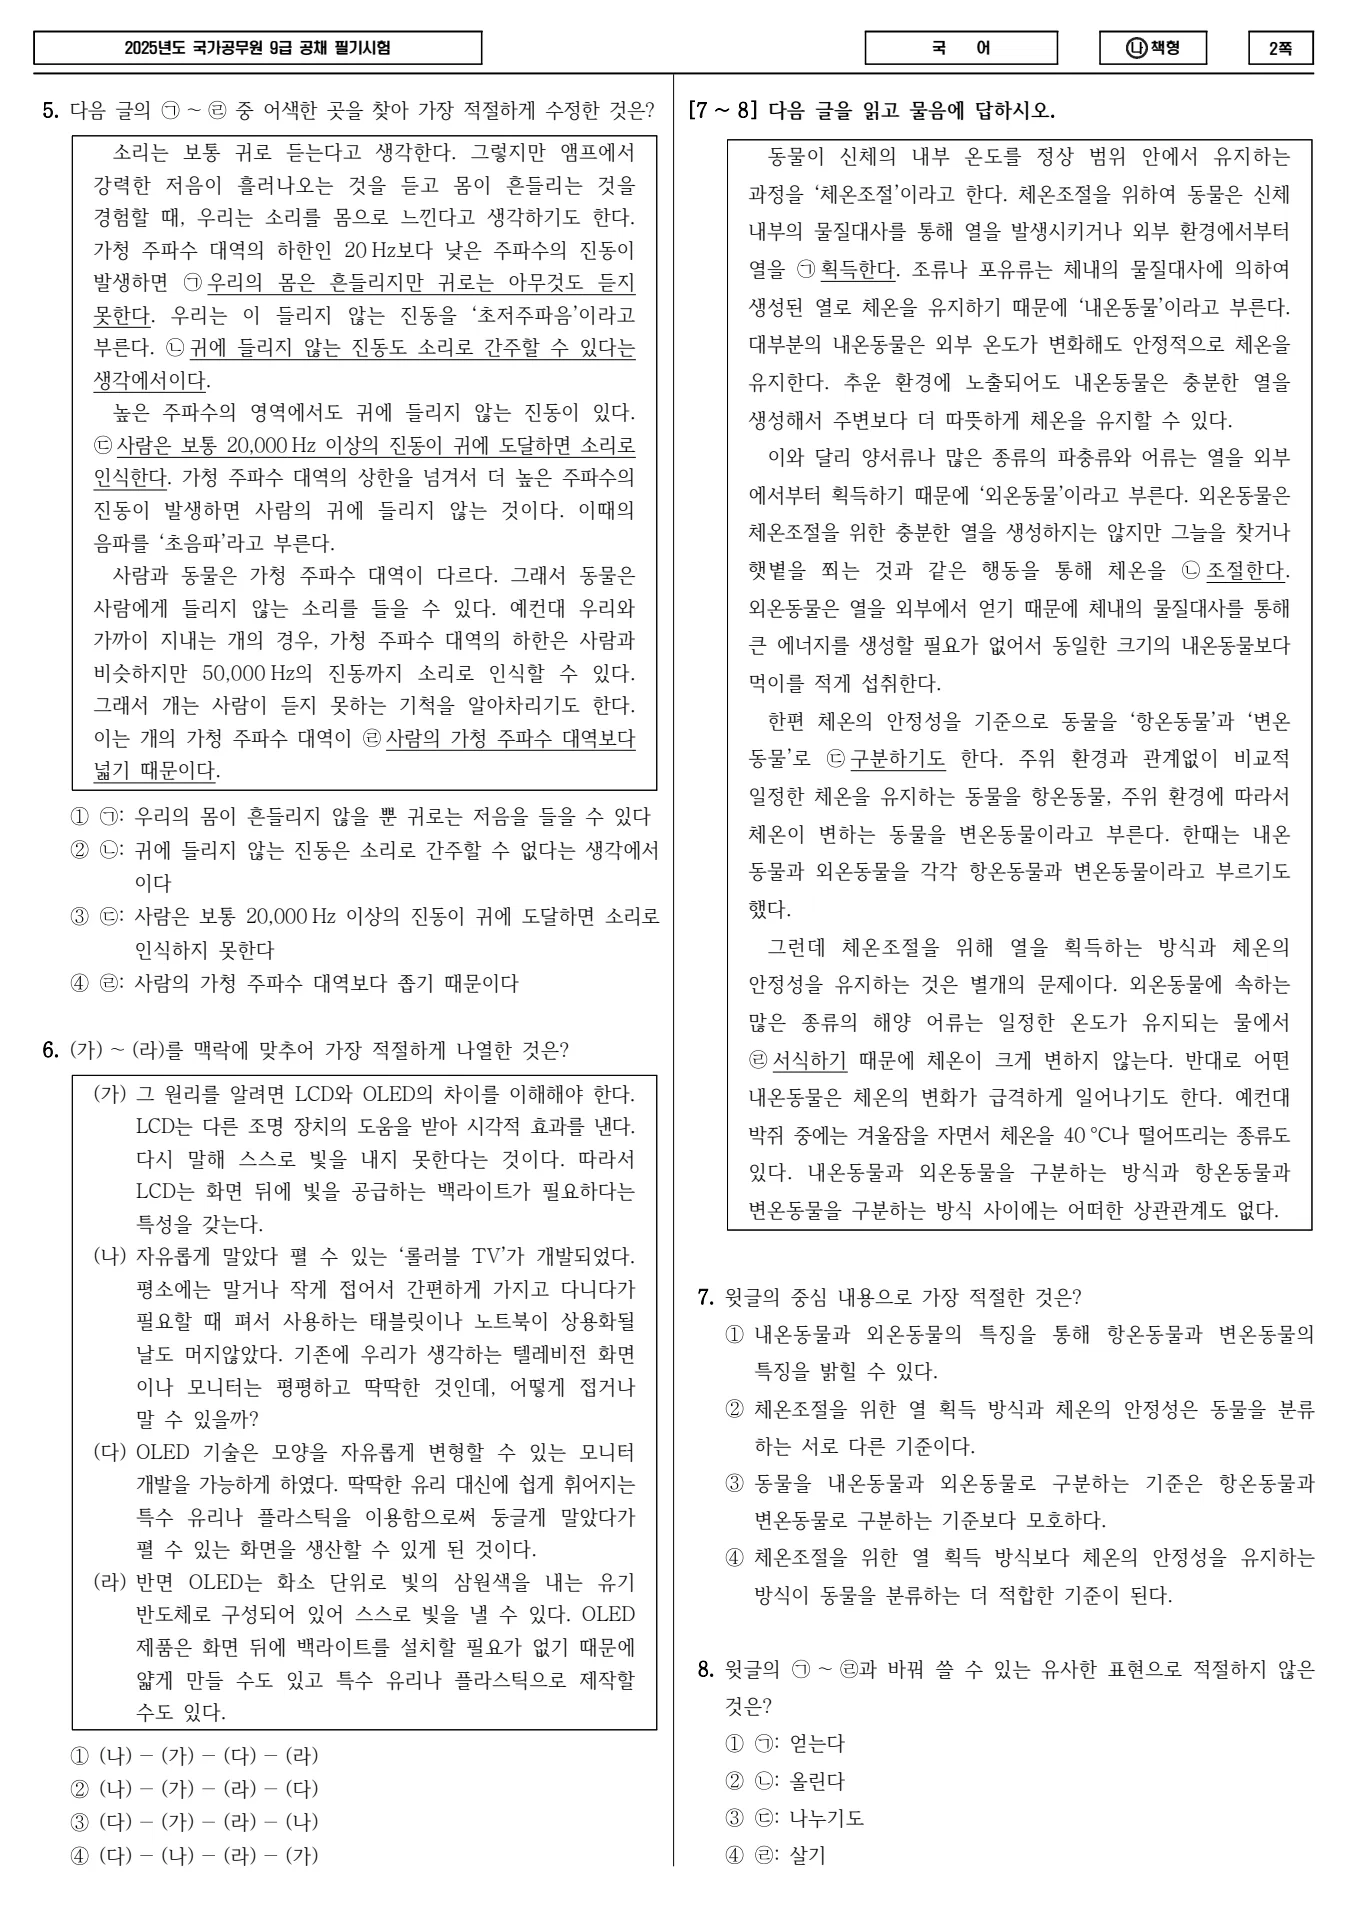 2025년도 국가공무원 9급 공채 필기시험
국 어
㉯책형
2쪽
5. 다음 글의 ㉠ ~ ㉣ 중 어색한 곳을 찾아 가장 적절하게 수정한 것은?
소리는 보통 귀로 듣는다고 생각한다. 그렇지만 앰프에서
강력한 저음이 흘러나오는 것을 듣고 몸이 흔들리는 것을
경험할 때, 우리는 소리를 몸으로 느낀다고 생각하기도 한다.
가청 주파수 대역의 하한인 20 Hz보다 낮은 주파수의 진동이
발생하면 ㉠ 우리의 몸은 흔들리지만 귀로는 아무것도 듣지
못한다. 우리는 이 들리지 않는 진동을 ‘초저주파음’이라고
부른다. ㉡ 귀에 들리지 않는 진동도 소리로 간주할 수 있다는
생각에서이다.
높은 주파수의 영역에서도 귀에 들리지 않는 진동이 있다.
㉢ 사람은 보통 20,000 Hz 이상의 진동이 귀에 도달하면 소리로
인식한다. 가청 주파수 대역의 상한을 넘겨서 더 높은 주파수의
진동이 발생하면 사람의 귀에 들리지 않는 것이다. 이때의
음파를 ‘초음파’라고 부른다.
사람과 동물은 가청 주파수 대역이 다르다. 그래서 동물은
사람에게 들리지 않는 소리를 들을 수 있다. 예컨대 우리와
가까이 지내는 개의 경우, 가청 주파수 대역의 하한은 사람과
비슷하지만 50,000 Hz의 진동까지 소리로 인식할 수 있다.
그래서 개는 사람이 듣지 못하는 기척을 알아차리기도 한다.
이는 개의 가청 주파수 대역이 ㉣ 사람의 가청 주파수 대역보다
넓기 때문이다.
① ㉠: 우리의 몸이 흔들리지 않을 뿐 귀로는 저음을 들을 수 있다
② ㉡: 귀에 들리지 않는 진동은 소리로 간주할 수 없다는 생각에서
이다
③ ㉢: 사람은 보통 20,000 Hz 이상의 진동이 귀에 도달하면 소리로
인식하지 못한다
④ ㉣: 사람의 가청 주파수 대역보다 좁기 때문이다
6. (가) ~ (라)를 맥락에 맞추어 가장 적절하게 나열한 것은?
(가) 그 원리를 알려면 LCD와 OLED의 차이를 이해해야 한다.
LCD는 다른 조명 장치의 도움을 받아 시각적 효과를 낸다.
다시 말해 스스로 빛을 내지 못한다는 것이다. 따라서
LCD는 화면 뒤에 빛을 공급하는 백라이트가 필요하다는
특성을 갖는다.
(나) 자유롭게 말았다 펼 수 있는 ‘롤러블 TV’가 개발되었다.
평소에는 말거나 작게 접어서 간편하게 가지고 다니다가
필요할 때 펴서 사용하는 태블릿이나 노트북이 상용화될
날도 머지않았다. 기존에 우리가 생각하는 텔레비전 화면
이나 모니터는 평평하고 딱딱한 것인데, 어떻게 접거나
말 수 있을까?
(다) OLED 기술은 모양을 자유롭게 변형할 수 있는 모니터
개발을 가능하게 하였다. 딱딱한 유리 대신에 쉽게 휘어지는
특수 유리나 플라스틱을 이용함으로써 둥글게 말았다가
펼 수 있는 화면을 생산할 수 있게 된 것이다.
(라) 반면 OLED는 화소 단위로 빛의 삼원색을 내는 유기
반도체로 구성되어 있어 스스로 빛을 낼 수 있다. OLED
제품은 화면 뒤에 백라이트를 설치할 필요가 없기 때문에
얇게 만들 수도 있고 특수 유리나 플라스틱으로 제작할
수도 있다.
① (나) - (가) - (다) - (라)
② (나) - (가) - (라) - (다)
③ (다) - (가) - (라) - (나)
④ (다) - (나) - (라) - (가)
[7 ~ 8] 다음 글을 읽고 물음에 답하시오.
동물이 신체의 내부 온도를 정상 범위 안에서 유지하는
과정을 ‘체온조절’이라고 한다. 체온조절을 위하여 동물은 신체
내부의 물질대사를 통해 열을 발생시키거나 외부 환경에서부터
열을 ㉠ 획득한다. 조류나 포유류는 체내의 물질대사에 의하여
생성된 열로 체온을 유지하기 때문에 ‘내온동물’이라고 부른다.
대부분의 내온동물은 외부 온도가 변화해도 안정적으로 체온을
유지한다. 추운 환경에 노출되어도 내온동물은 충분한 열을
생성해서 주변보다 더 따뜻하게 체온을 유지할 수 있다.
이와 달리 양서류나 많은 종류의 파충류와 어류는 열을 외부
에서부터 획득하기 때문에 ‘외온동물’이라고 부른다. 외온동물은
체온조절을 위한 충분한 열을 생성하지는 않지만 그늘을 찾거나
햇볕을 쬐는 것과 같은 행동을 통해 체온을 ㉡ 조절한다.
외온동물은 열을 외부에서 얻기 때문에 체내의 물질대사를 통해
큰 에너지를 생성할 필요가 없어서 동일한 크기의 내온동물보다
먹이를 적게 섭취한다.
한편 체온의 안정성을 기준으로 동물을 ‘항온동물’과 ‘변온
동물’로 ㉢ 구분하기도 한다. 주위 환경과 관계없이 비교적
일정한 체온을 유지하는 동물을 항온동물, 주위 환경에 따라서
체온이 변하는 동물을 변온동물이라고 부른다. 한때는 내온
동물과 외온동물을 각각 항온동물과 변온동물이라고 부르기도
했다.
그런데 체온조절을 위해 열을 획득하는 방식과 체온의
안정성을 유지하는 것은 별개의 문제이다. 외온동물에 속하는
많은 종류의 해양 어류는 일정한 온도가 유지되는 물에서
㉣ 서식하기 때문에 체온이 크게 변하지 않는다. 반대로 어떤
내온동물은 체온의 변화가 급격하게 일어나기도 한다. 예컨대
박쥐 중에는 겨울잠을 자면서 체온을 40 ℃나 떨어뜨리는 종류도
있다. 내온동물과 외온동물을 구분하는 방식과 항온동물과
변온동물을 구분하는 방식 사이에는 어떠한 상관관계도 없다.
7. 윗글의 중심 내용으로 가장 적절한 것은?
① 내온동물과 외온동물의 특징을 통해 항온동물과 변온동물의
특징을 밝힐 수 있다.
② 체온조절을 위한 열 획득 방식과 체온의 안정성은 동물을 분류
하는 서로 다른 기준이다.
③ 동물을 내온동물과 외온동물로 구분하는 기준은 항온동물과
변온동물로 구분하는 기준보다 모호하다.
④ 체온조절을 위한 열 획득 방식보다 체온의 안정성을 유지하는
방식이 동물을 분류하는 더 적합한 기준이 된다.
8. 윗글의 ㉠ ~ ㉣과 바꿔 쓸 수 있는 유사한 표현으로 적절하지 않은
것은?
① ㉠: 얻는다
② ㉡: 올린다
③ ㉢: 나누기도
④ ㉣: 살기